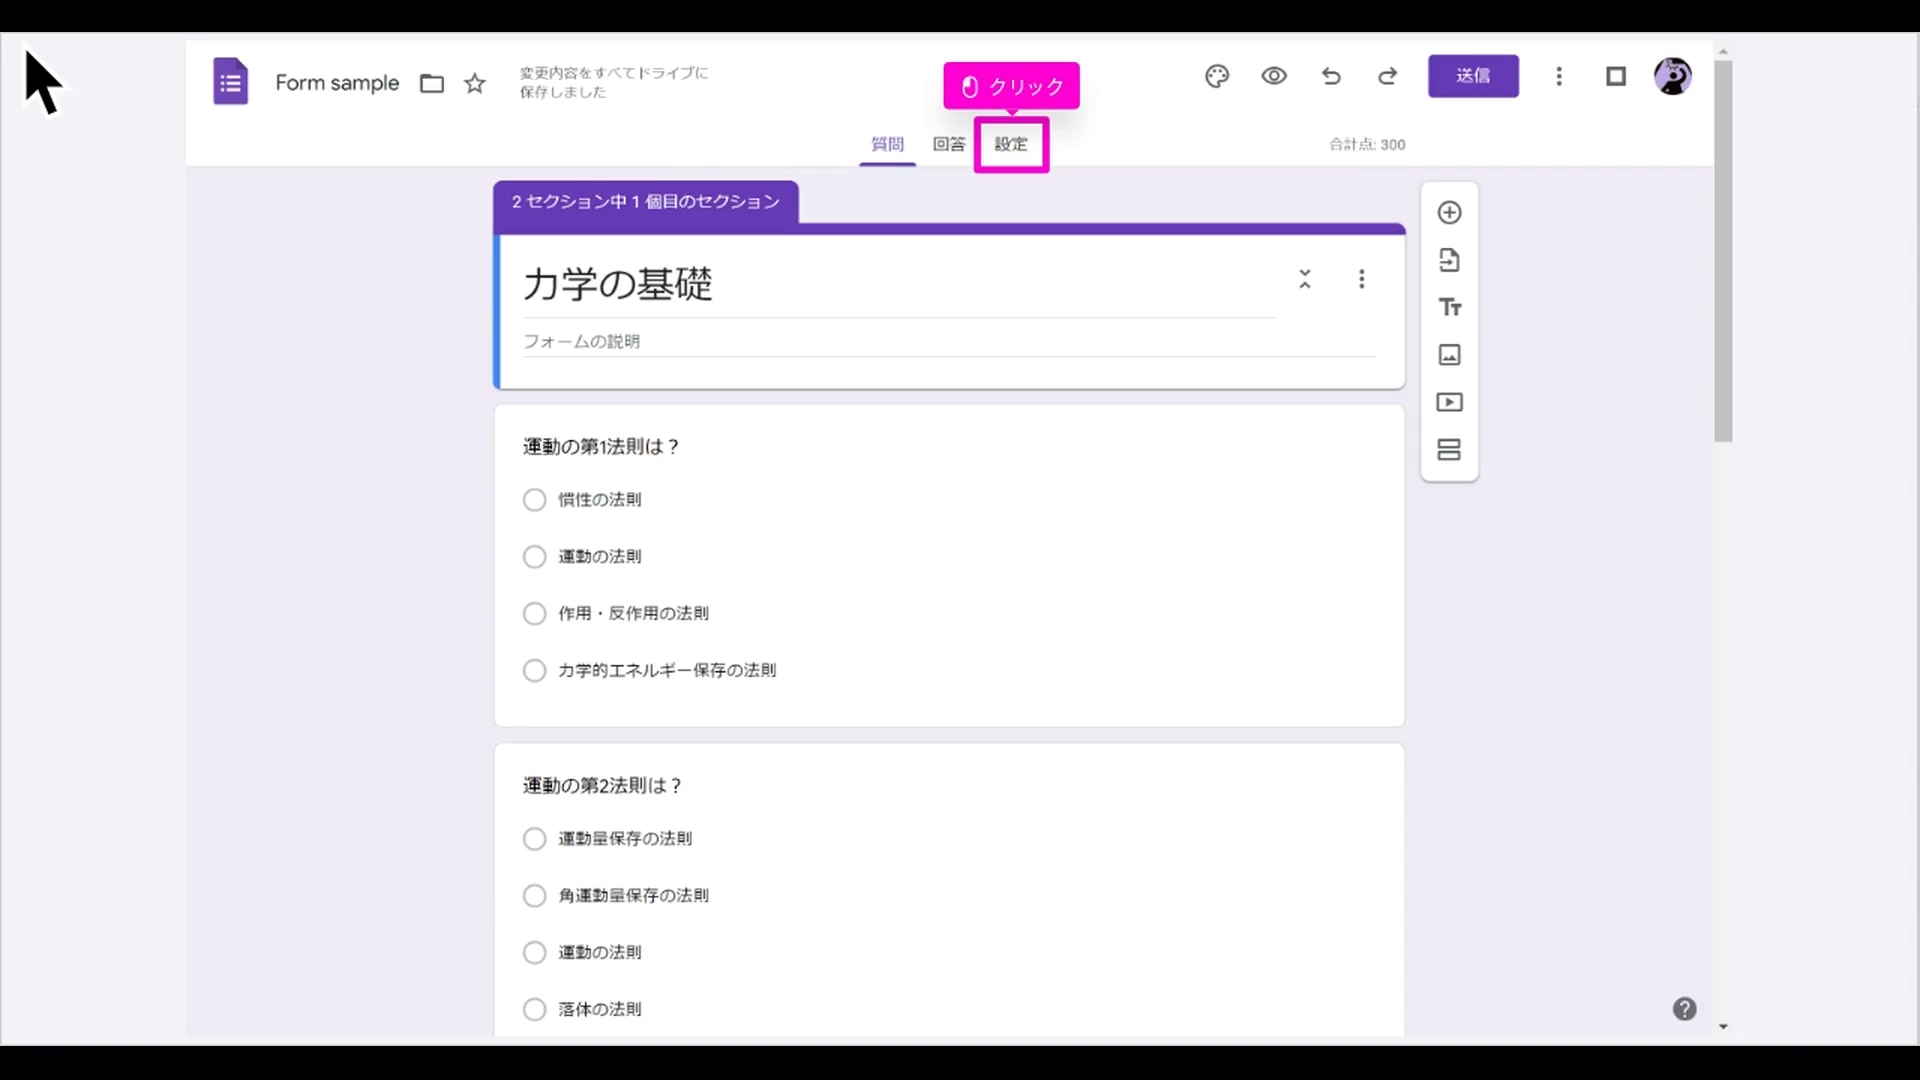 Form sample
変更内容をすべてドライブに
保存しました
クリック
送信
質問
回答
設定
合計点: 300
2 セクション中 1 個目のセクション
力学の基礎
フォームの説明
Tт
運動の第1法則は？
慣性の法則
運動の法則
作用・反作用の法則
力学的エネルギー保存の法則
運動の第2法則は？
運動量保存の法則
角運動量保存の法則
運動の法則
落体の法則